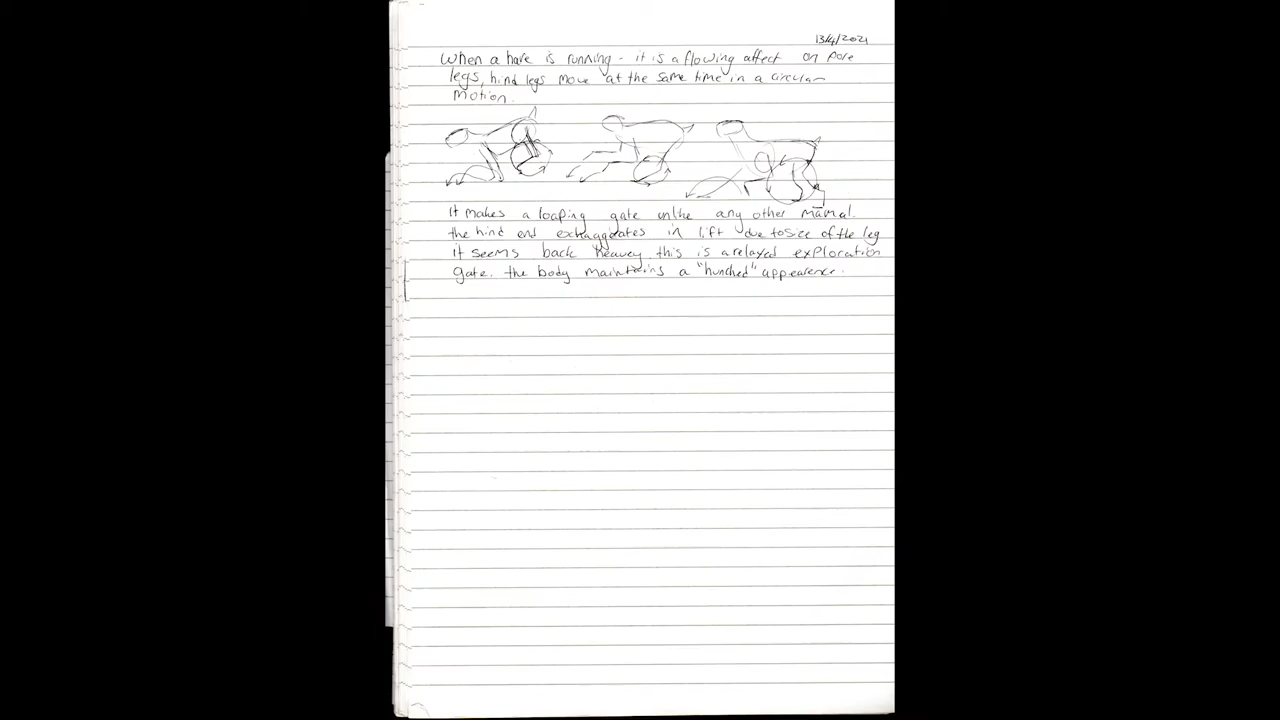 13/4/2021
When a hare is running - it is a flowing affect on fore
legs, hind legs move at the same time in a circular
motion.
It makes a loaping gate unlike any other mamal.
the hind end exhaggerates in lift due to size of the leg
it seems back heavey. this is a relaxed exploration
gate. the body maintains a "hunched" appearence.